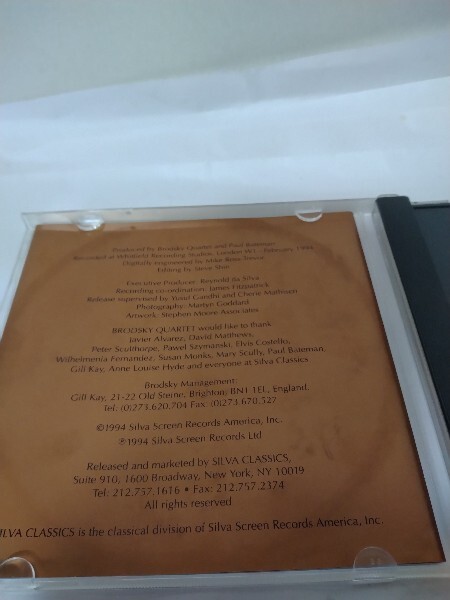 Produced by Brodsky Quartet and Paul Bateman
Recorded at Whitfield Recording Studios, London W1 - February 1994
Digitally engineered by Mike Ross-Trevor
Editing by Steve
Executive Producer: Reynold da Silva
Recording co-ordination: James Fitzpatrick
Release supervised by Yusuf Gandhi and Cherie
Photography: Marlyn Goddard
Artwork: Stephen Moore Associates
BRODSKY QUARTET would like to thank
Javier Alvarez, David Matthews,
Peter Sculthorpe, Pawel Szymanski, Elvis Costello,
Wilhelmenia Fernandez, Susan Monks, Mary Scully, Paul Bateman,
Gill Kay, Anne Louise Hyde and everyone at Silva Classics
Brodsky Management:
Gill Kay, 21-22 Old Steine, Brighton, BN1 1EL, England.
Tel: (0)273.620.704 Fax: (0)273.670.527
©1994 Silva Screen Records America, Inc.
℗1994 Silva Screen Records Ltd
Released and marketed by SILVA CLASSICS,
Suite 910, 1600 Broadway, New York, NY 10019
Tel: 212.757.1616 • Fax: 212.757.2374
All rights reserved
SILVA CLASSICS is the classical division of Silva Screen Records America, Inc.